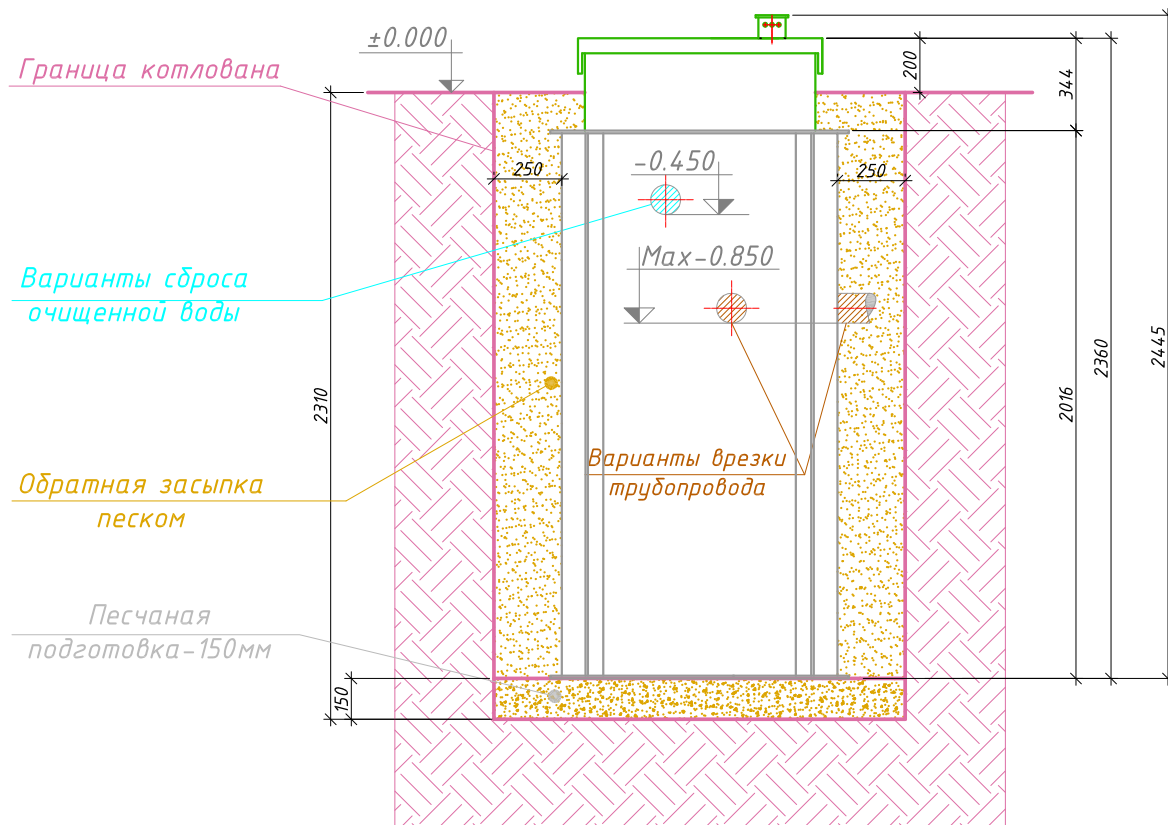 ±0.000
Граница котлована
200
344
250
-0.450
250
Max-0.850
Варианты сброса
очищенной воды
2310
2016
2360
2445
Варианты врезки
трубопровода
Обратная засыпка
песком
Песчаная
подготовка-150мм
150